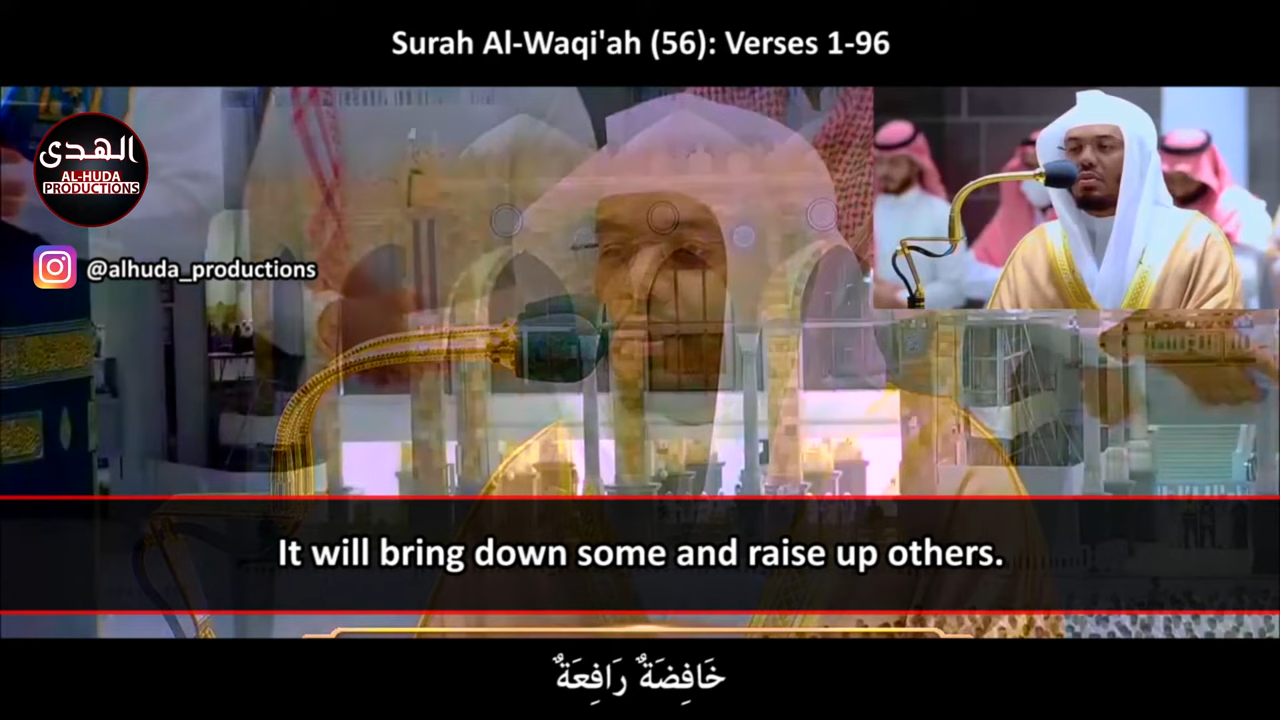 Surah Al-Waqi'ah (56): Verses 1-96
الهدى
AL-HUDA
PRODUCTIONS
@alhuda_productions
It will bring down some and raise up others.
خَافِضَةٌ رَافِعَةٌ